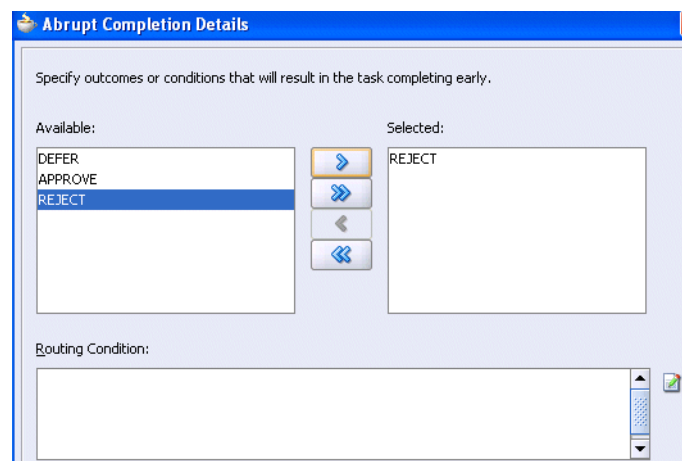 Abrupt Completion Details
Specify outcomes or conditions that will result in the task completing early.
Available:
Selected:
DEFER
APPROVE
REJECT
REJECT
Routing Condition: